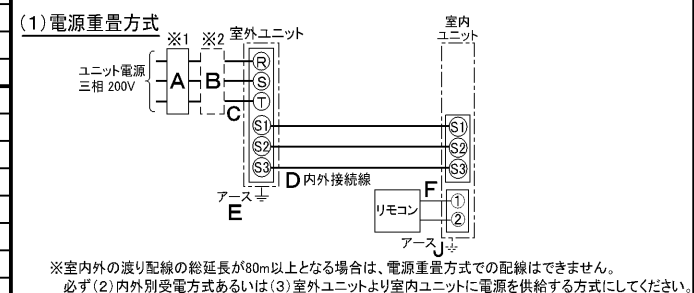 (1)電源重畳方式
※1 ※2 室外ユニット
室内
ユニット
ユニット電源
三相 200V
A
B
C
R
S
T
S1
S2
S3
S1
S2
S3
D 内外接続線
アース
E
リモコン
F
1
2
アース J
※室内外の渡り配線の総延長が80m以上となる場合は、電源重畳方式での配線はできません。
必ず(2)内外別受電方式あるいは(3)室外ユニットより室内ユニットに電源を供給する方式にしてください。